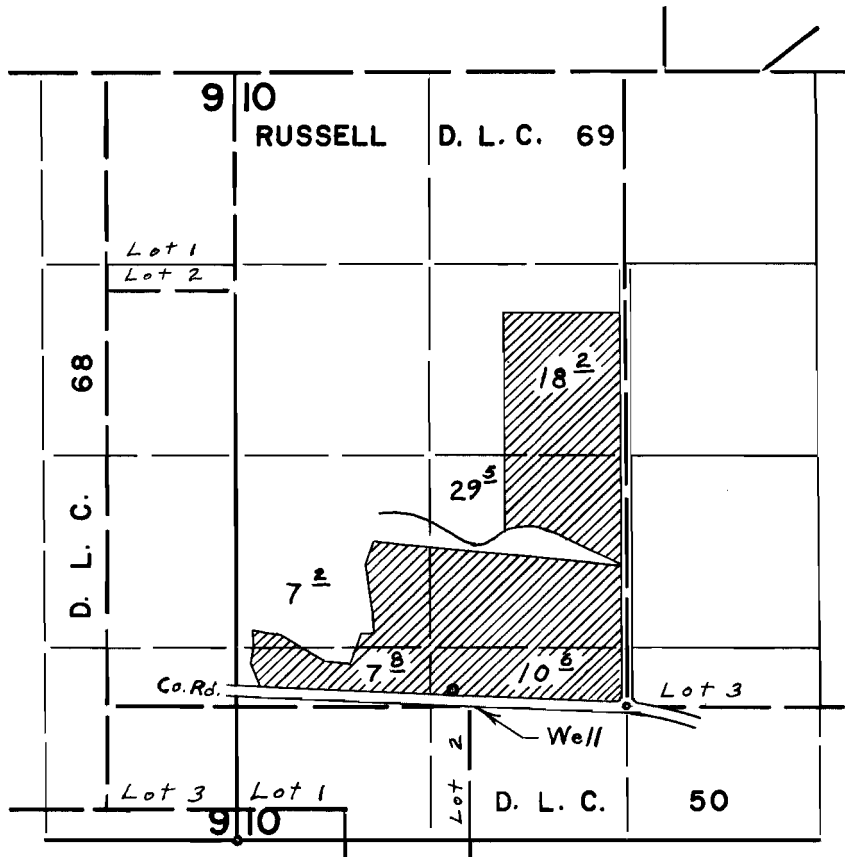 9 10
RUSSELL D. L. C. 69
Lot 1
Lot 2
68
D. L. C.
18 2
29 5
7 2
7 8
10 6
Co. Rd.
Lot 3
Well
Lot 2
Lot 3 Lot 1
D. L. C. 50
9 10